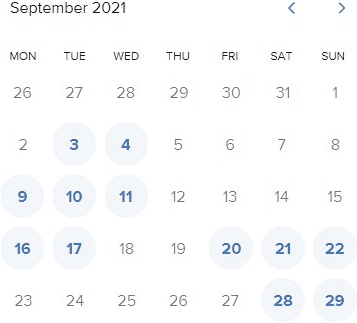 September 2021
MON TUE WED THU FRI SAT SUN
26 27 28 29 30 31 1
2 3 4 5 6 7 8
9 10 11 12 13 14 15
16 17 18 19 20 21 22
23 24 25 26 27 28 29